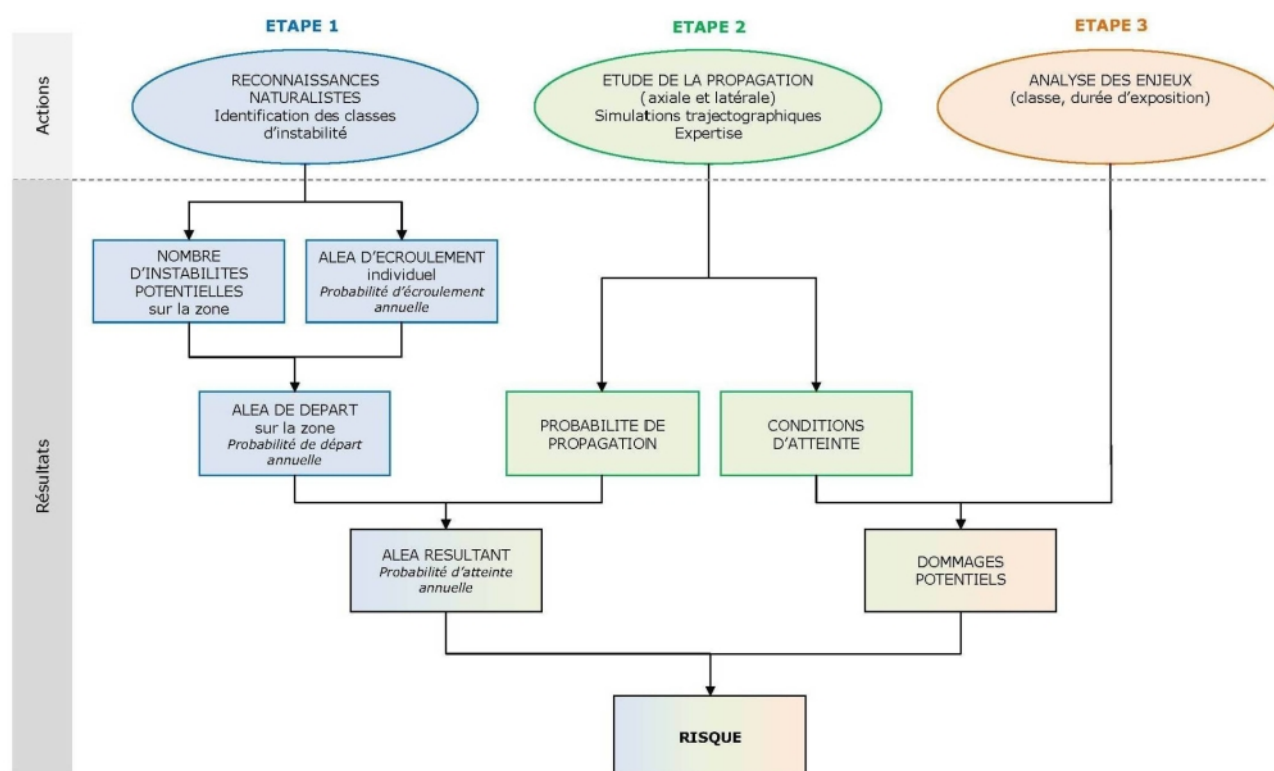 ETAPE 1
ETAPE 2
ETAPE 3
Actions
RECONNAISSANCES
NATURALISTES
Identification des classes
d'instabilité
ETUDE DE LA PROPAGATION
(axiale et latérale)
Simulations trajectographiques
Expertise
ANALYSE DES ENJEUX
(classe, durée d'exposition)
Résultats
NOMBRE
D'INSTABILITES
POTENTIELLES
sur la zone
ALEA D'ECROULEMENT
individuel
Probabilité d'écroulement
annuelle
ALEA DE DEPART
sur la zone
Probabilité de départ
annuelle
PROBABILITE DE
PROPAGATION
CONDITIONS
D'ATTEINTE
ALEA RESULTANT
Probabilité d'atteinte
annuelle
DOMMAGES
POTENTIELS
RISQUE